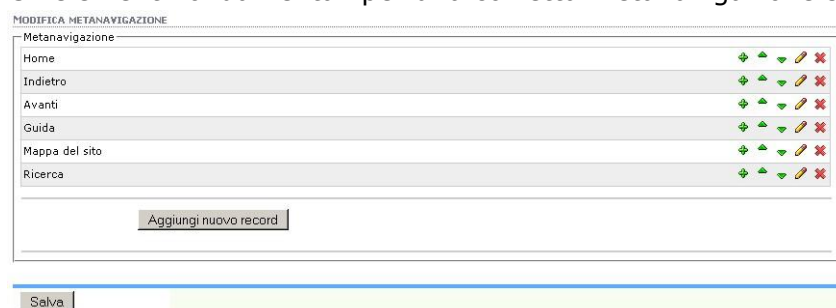 MODIFICA METANAVIGAZIONE
Metanavigazione
Home
Indietro
Avanti
Guida
Mappa del sito
Ricerca
Aggiungi nuovo record
Salva